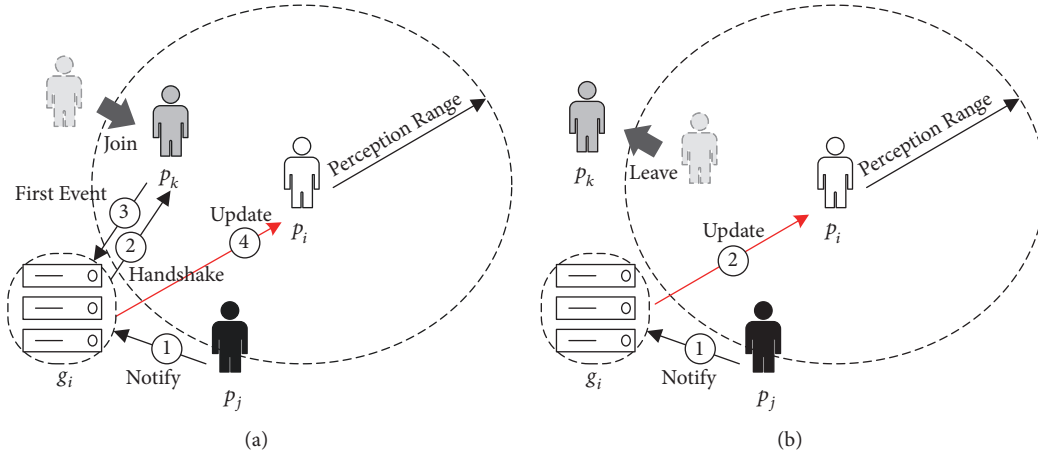 Join
p_k
First Event
3
2
Handshake
Update
4
Perception Range
p_i
1
Notify
g_i
p_j
(a)
p_k
Leave
Perception Range
Update
2
p_i
1
Notify
g_i
p_j
(b)